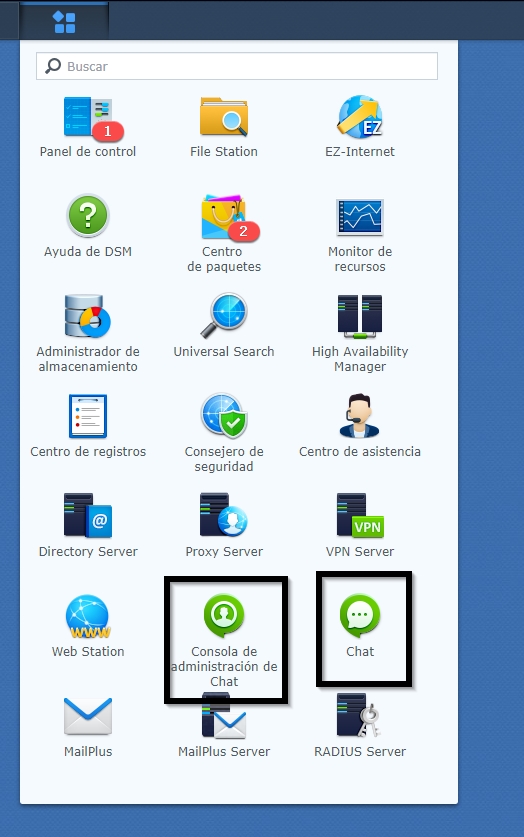 Buscar
1
Panel de control
File Station
EZ
EZ-Internet
?
Ayuda de DSM
2
Centro
de paquetes
Monitor de
recursos
Administrador de
almacenamiento
Universal Search
High Availability
Manager
Centro de registros
Consejero de
seguridad
Centro de asistencia
@
Directory Server
Proxy Server
VPN
VPN Server
WWW
Web Station
Consola de
administración de
Chat
Chat
MailPlus
MailPlus Server
RADIUS Server